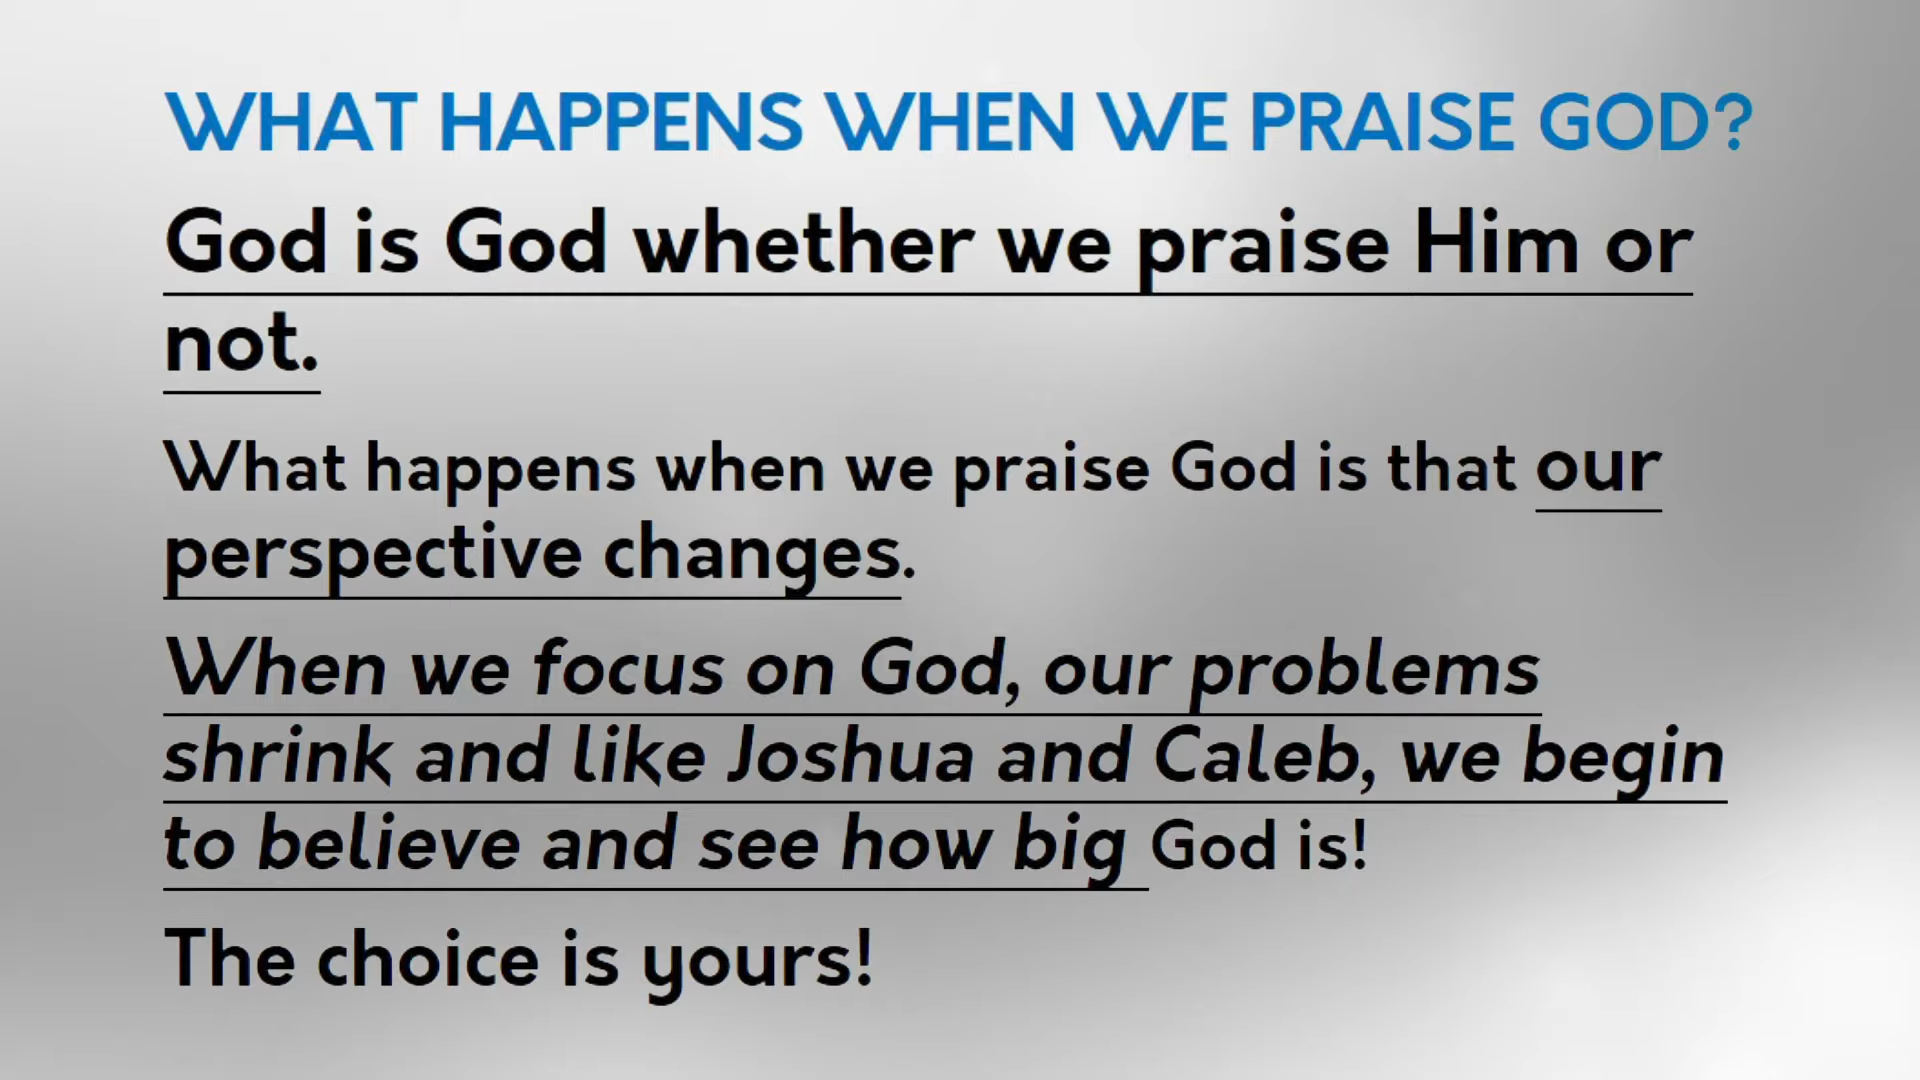 WHAT HAPPENS WHEN WE PRAISE GOD?
God is God whether we praise Him or
not.
What happens when we praise God is that our
perspective changes.
When we focus on God, our problems
shrink and like Joshua and Caleb, we begin
to believe and see how big God is!
The choice is yours!